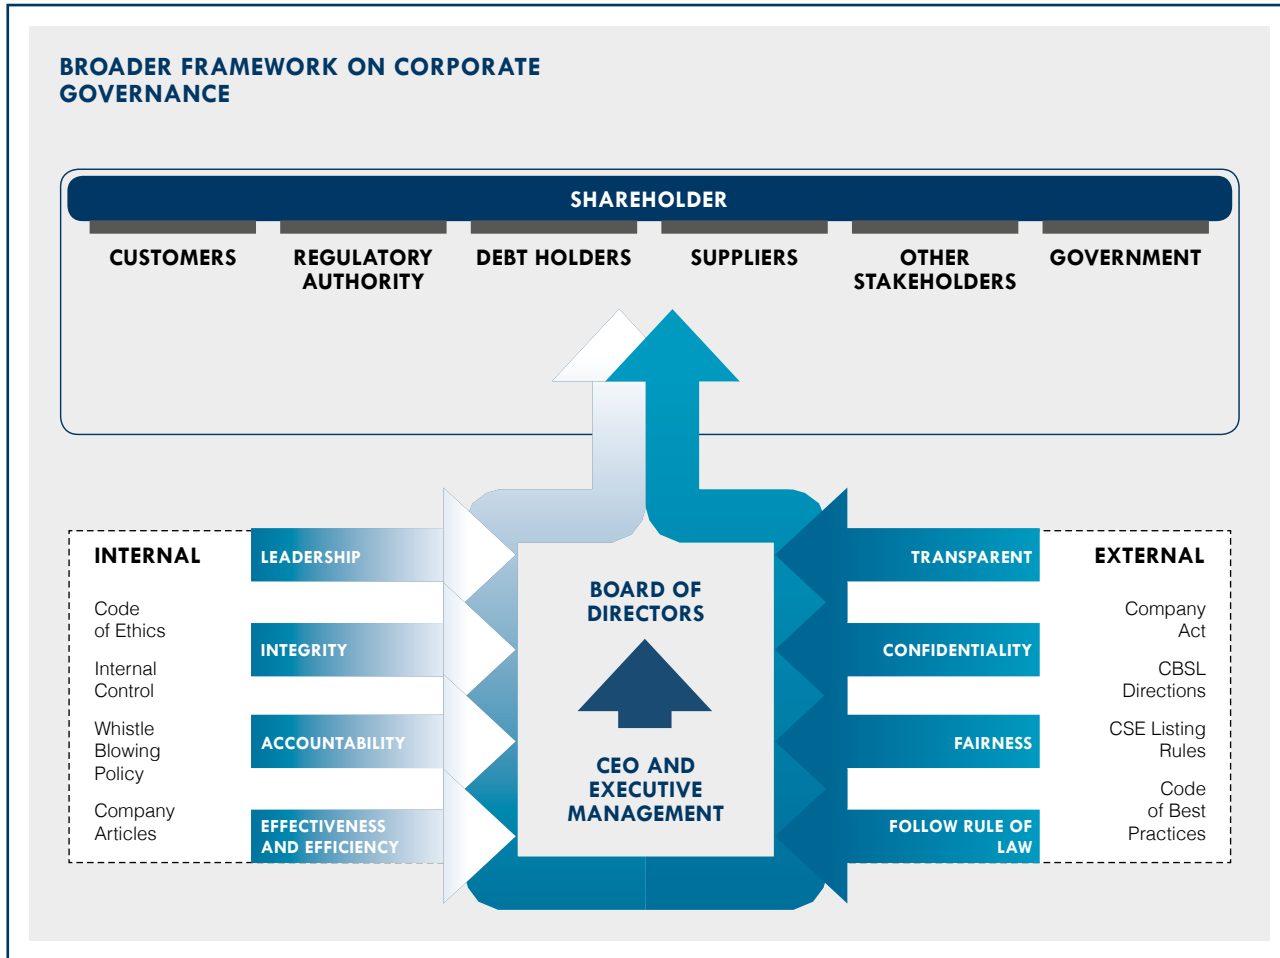 BROADER FRAMEWORK ON CORPORATE
GOVERNANCE
SHAREHOLDER
CUSTOMERS
REGULATORY
AUTHORITY
DEBT HOLDERS
SUPPLIERS
OTHER
STAKEHOLDERS
GOVERNMENT
INTERNAL
Code
of Ethics
Internal
Control
Whistle
Blowing
Policy
Company
Articles
LEADERSHIP
INTEGRITY
ACCOUNTABILITY
EFFECTIVENESS
AND EFFICIENCY
BOARD OF
DIRECTORS
CEO AND
EXECUTIVE
MANAGEMENT
TRANSPARENT
CONFIDENTIALITY
FAIRNESS
FOLLOW RULE OF
LAW
EXTERNAL
Company
Act
CBSL
Directions
CSE Listing
Rules
Code
of Best
Practices